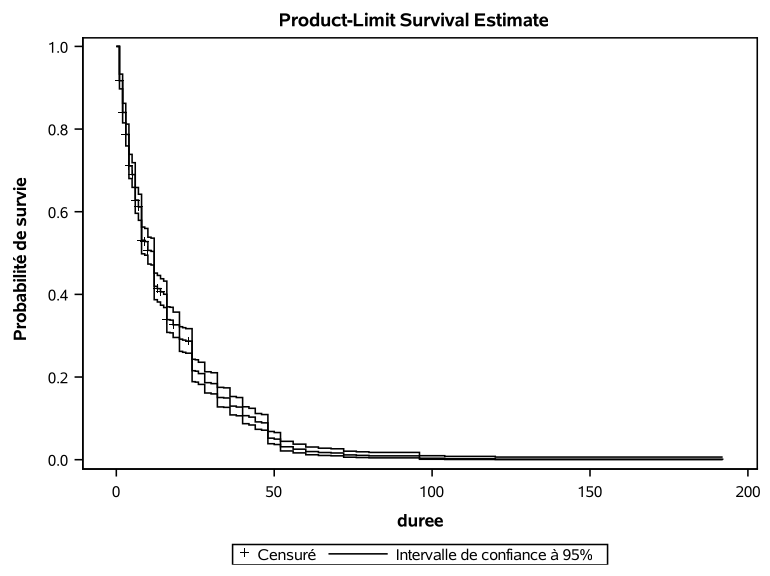 Product-Limit Survival Estimate
1.0
0.8
0.6
0.4
0.2
0.0
Probabilité de survie
0 50 100 150 200
duree
+ Censuré Intervalle de confiance à 95%